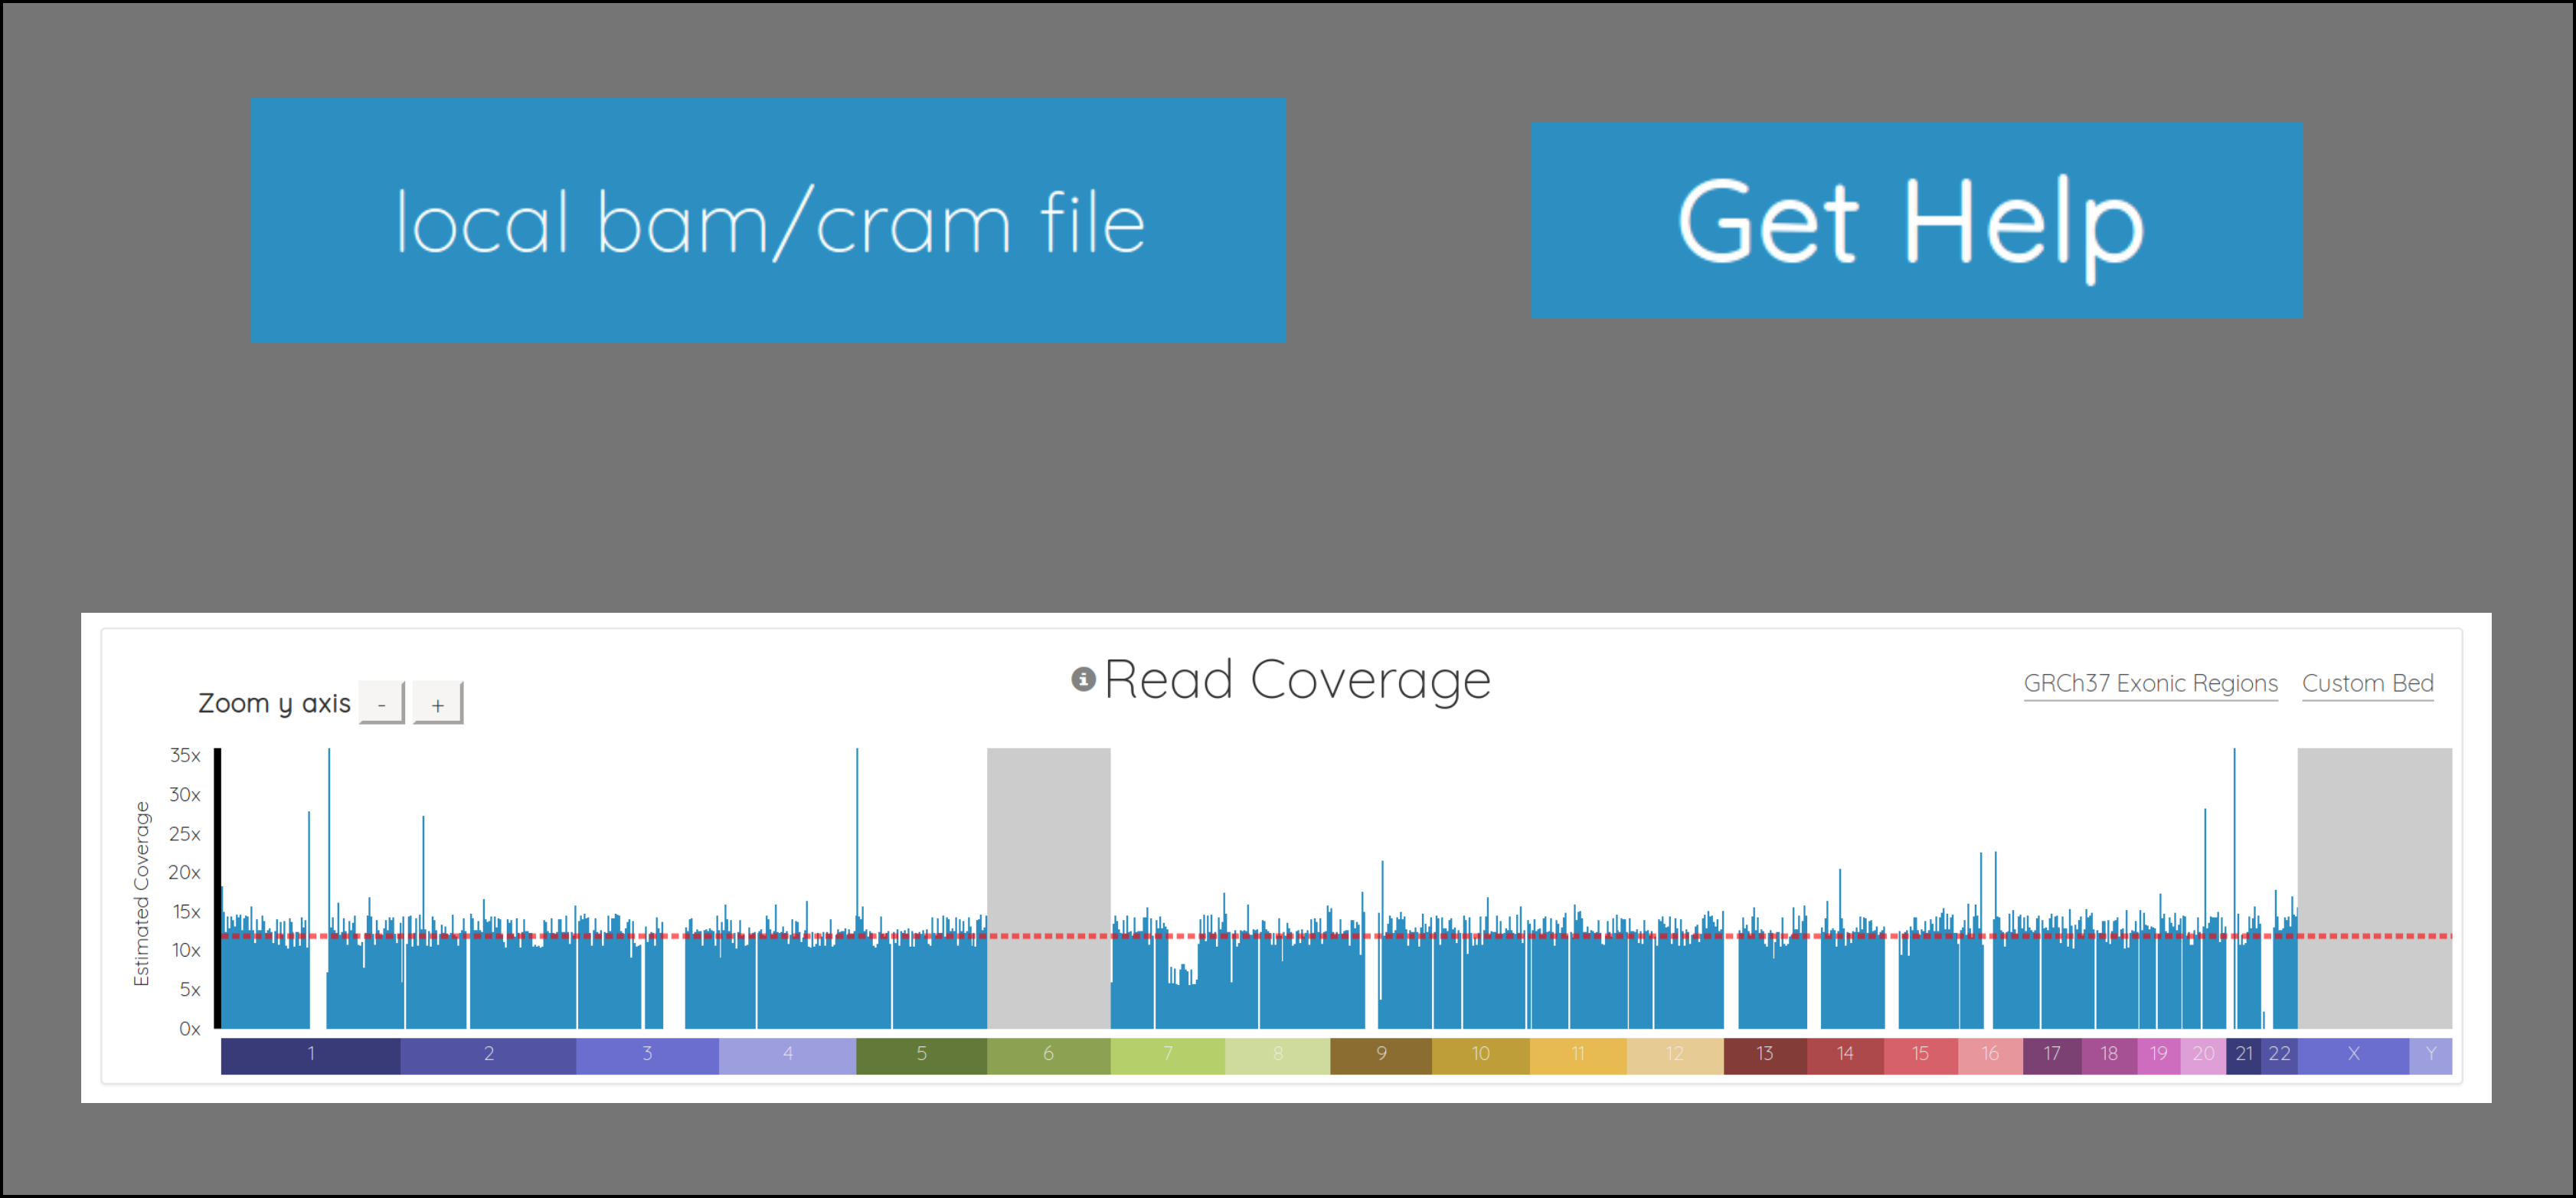 local bam/cram file
Get Help
Read Coverage
Zoom y axis - +
GRCh37 Exonic Regions Custom Bed
Estimated Coverage
35x
30x
25x
20x
15x
10x
5x
0x
1 2 3 4 5 6 7 8 9 10 11 12 13 14 15 16 17 18 19 20 21 22 X Y